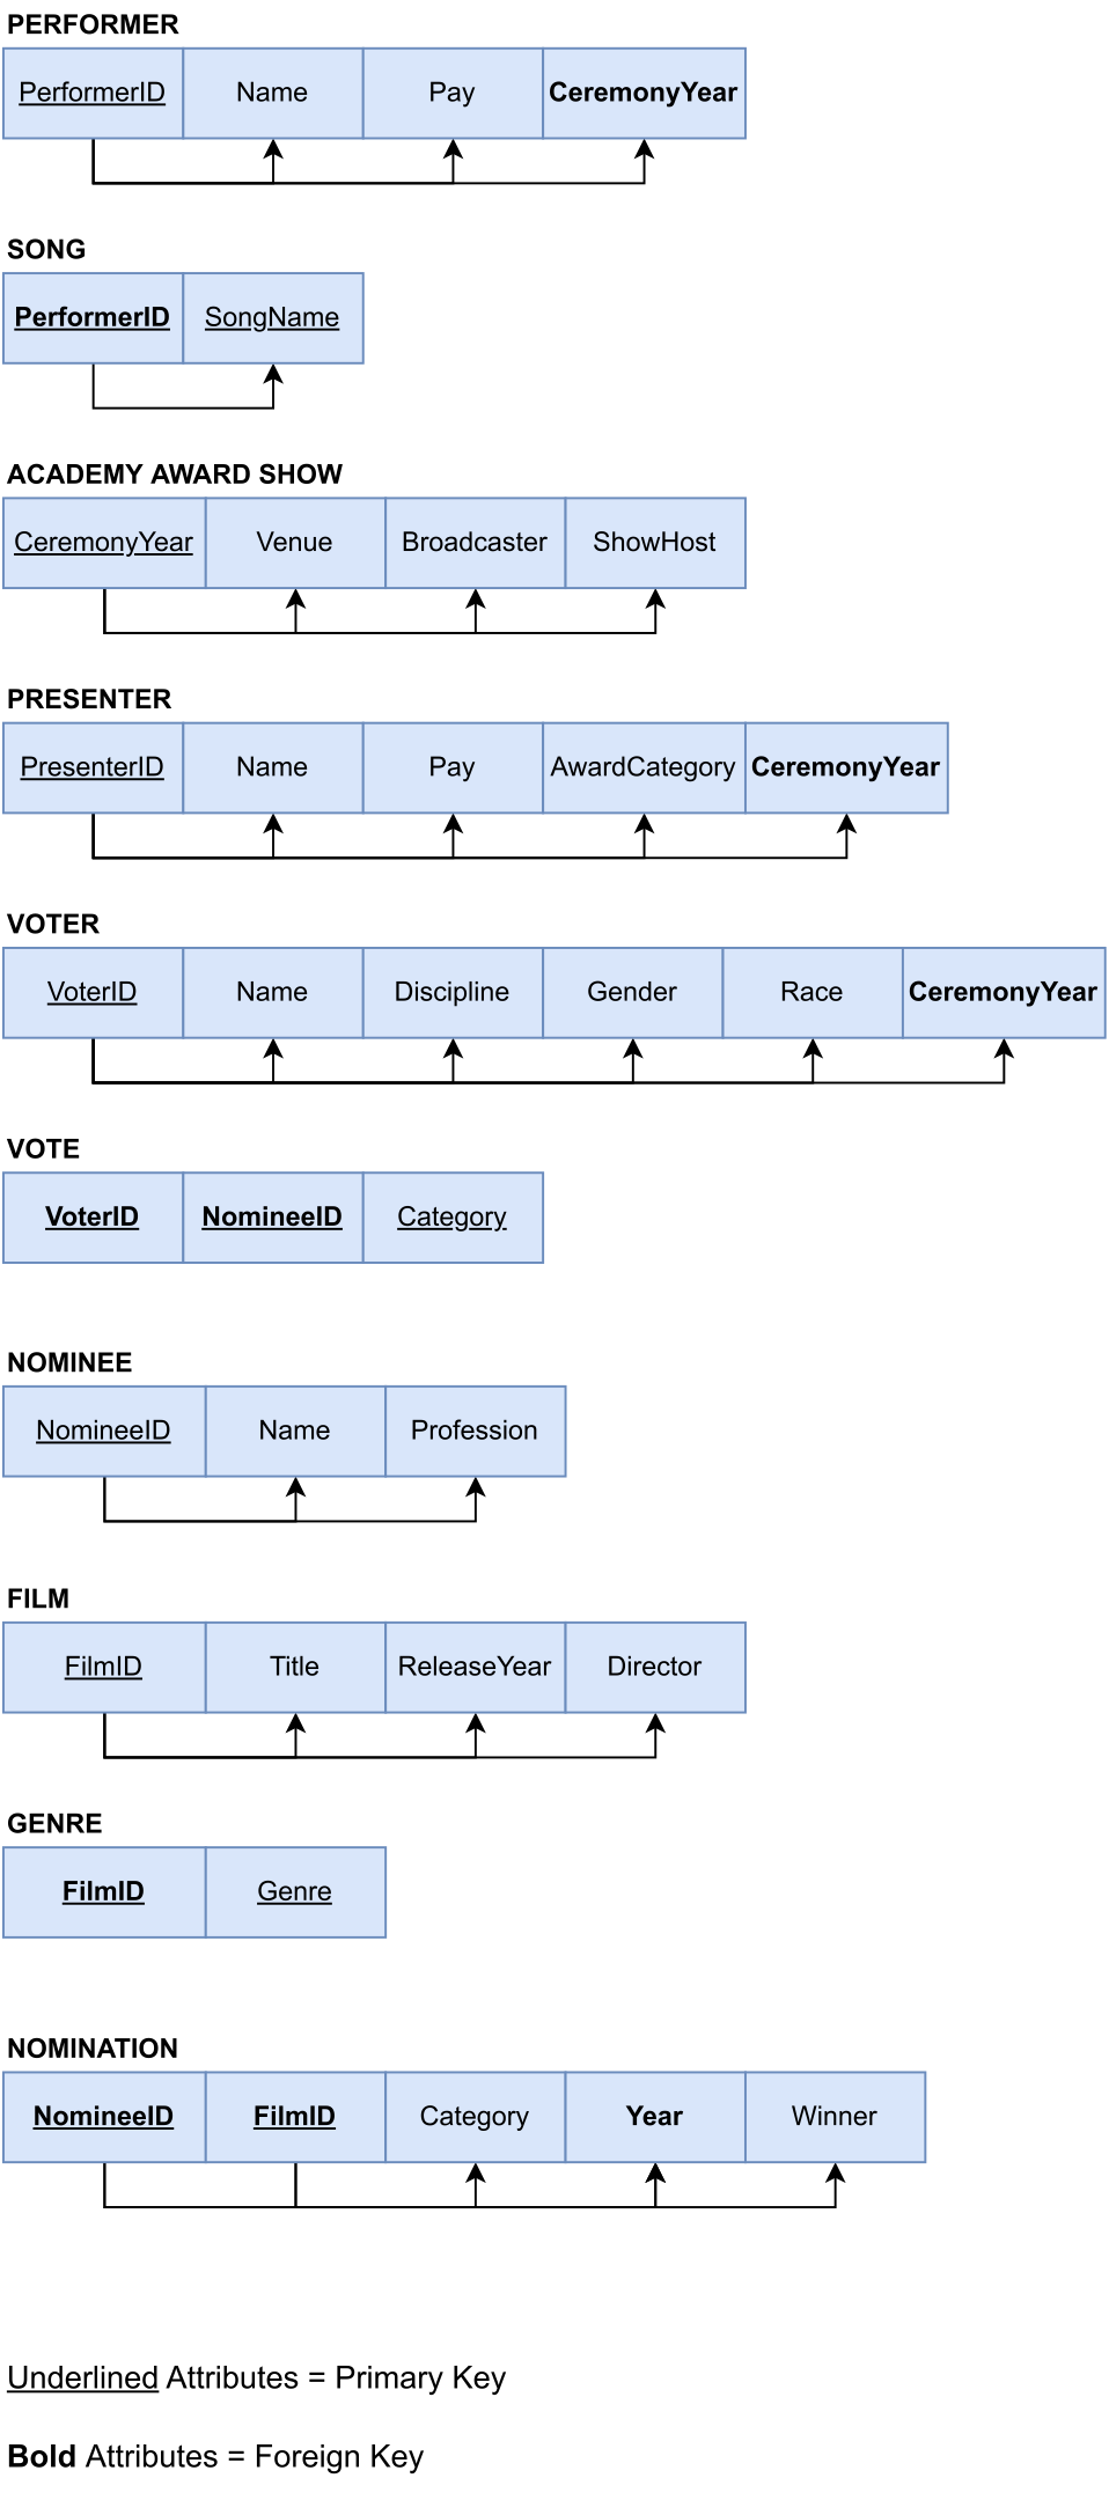 PERFORMER
PerformerID Name Pay CeremonyYear
SONG
PerformerID SongName
ACADEMY AWARD SHOW
CeremonyYear Venue Broadcaster ShowHost
PRESENTER
PresenterID Name Pay AwardCategory CeremonyYear
VOTER
VoterID Name Discipline Gender Race CeremonyYear
VOTE
VoterID NomineeID Category
NOMINEE
NomineeID Name Profession
FILM
FilmID Title ReleaseYear Director
GENRE
FilmID Genre
NOMINATION
NomineeID FilmID Category Year Winner
Underlined Attributes = Primary Key
Bold Attributes = Foreign Key